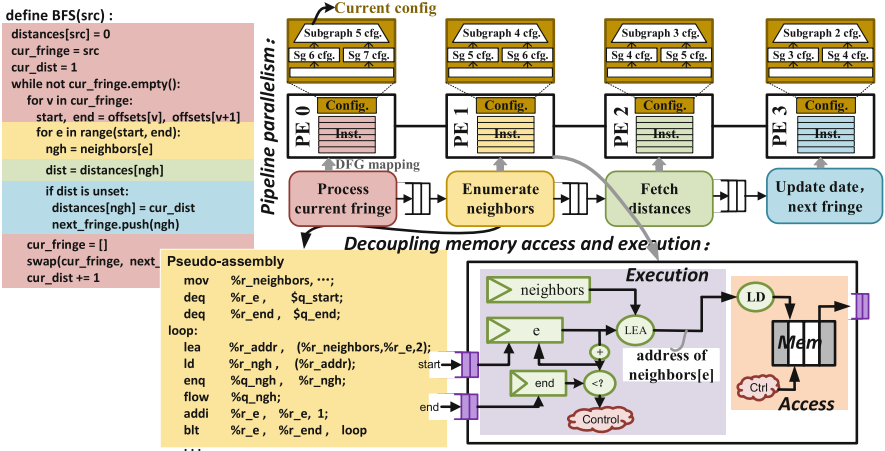 define BFS(src) :
distances[src] = 0
cur_fringe = src
cur_dist = 1
while not cur_fringe.empty():
for v in cur_fringe:
start, end = offsets[v], offsets[v+1]
for e in range(start, end):
ngh = neighbors[e]
dist = distances[ngh]
if dist is unset:
distances[ngh] = cur_dist
next_fringe.push(ngh)
cur_fringe = []
swap(cur_fringe, next_
cur_dist += 1
Pipeline parallelism:
Current config
Subgraph 5 cfg.
Sg 6 cfg. Sg 7 cfg.
Subgraph 4 cfg.
Sg 5 cfg. Sg 6 cfg.
Subgraph 3 cfg.
Sg 4 cfg. Sg 5 cfg.
Subgraph 2 cfg.
Sg 3 cfg. Sg 4 cfg.
PE 0
Config.
Inst.
PE 1
Config.
Inst.
PE 2
Config.
Inst.
PE 3
Config.
Inst.
DFG mapping
Process current fringe
Enumerate neighbors
Fetch distances
Update date, next fringe
Decoupling memory access and execution:
Pseudo-assembly
mov %r_neighbors, ···;
deq %r_e , $q_start;
deq %r_end , $q_end;
loop:
lea %r_addr , (%r_neighbors,%r_e,2);
ld %r_ngh , (%r_addr);
enq %q_ngh , %r_ngh;
flow %q_ngh;
addi %r_e , %r_e, 1;
blt %r_e , %r_end , loop
...
Execution
neighbors
e
LEA
+
end
<?
Control
start
end
address of
neighbors[e]
LD
Mem
Ctrl
Access